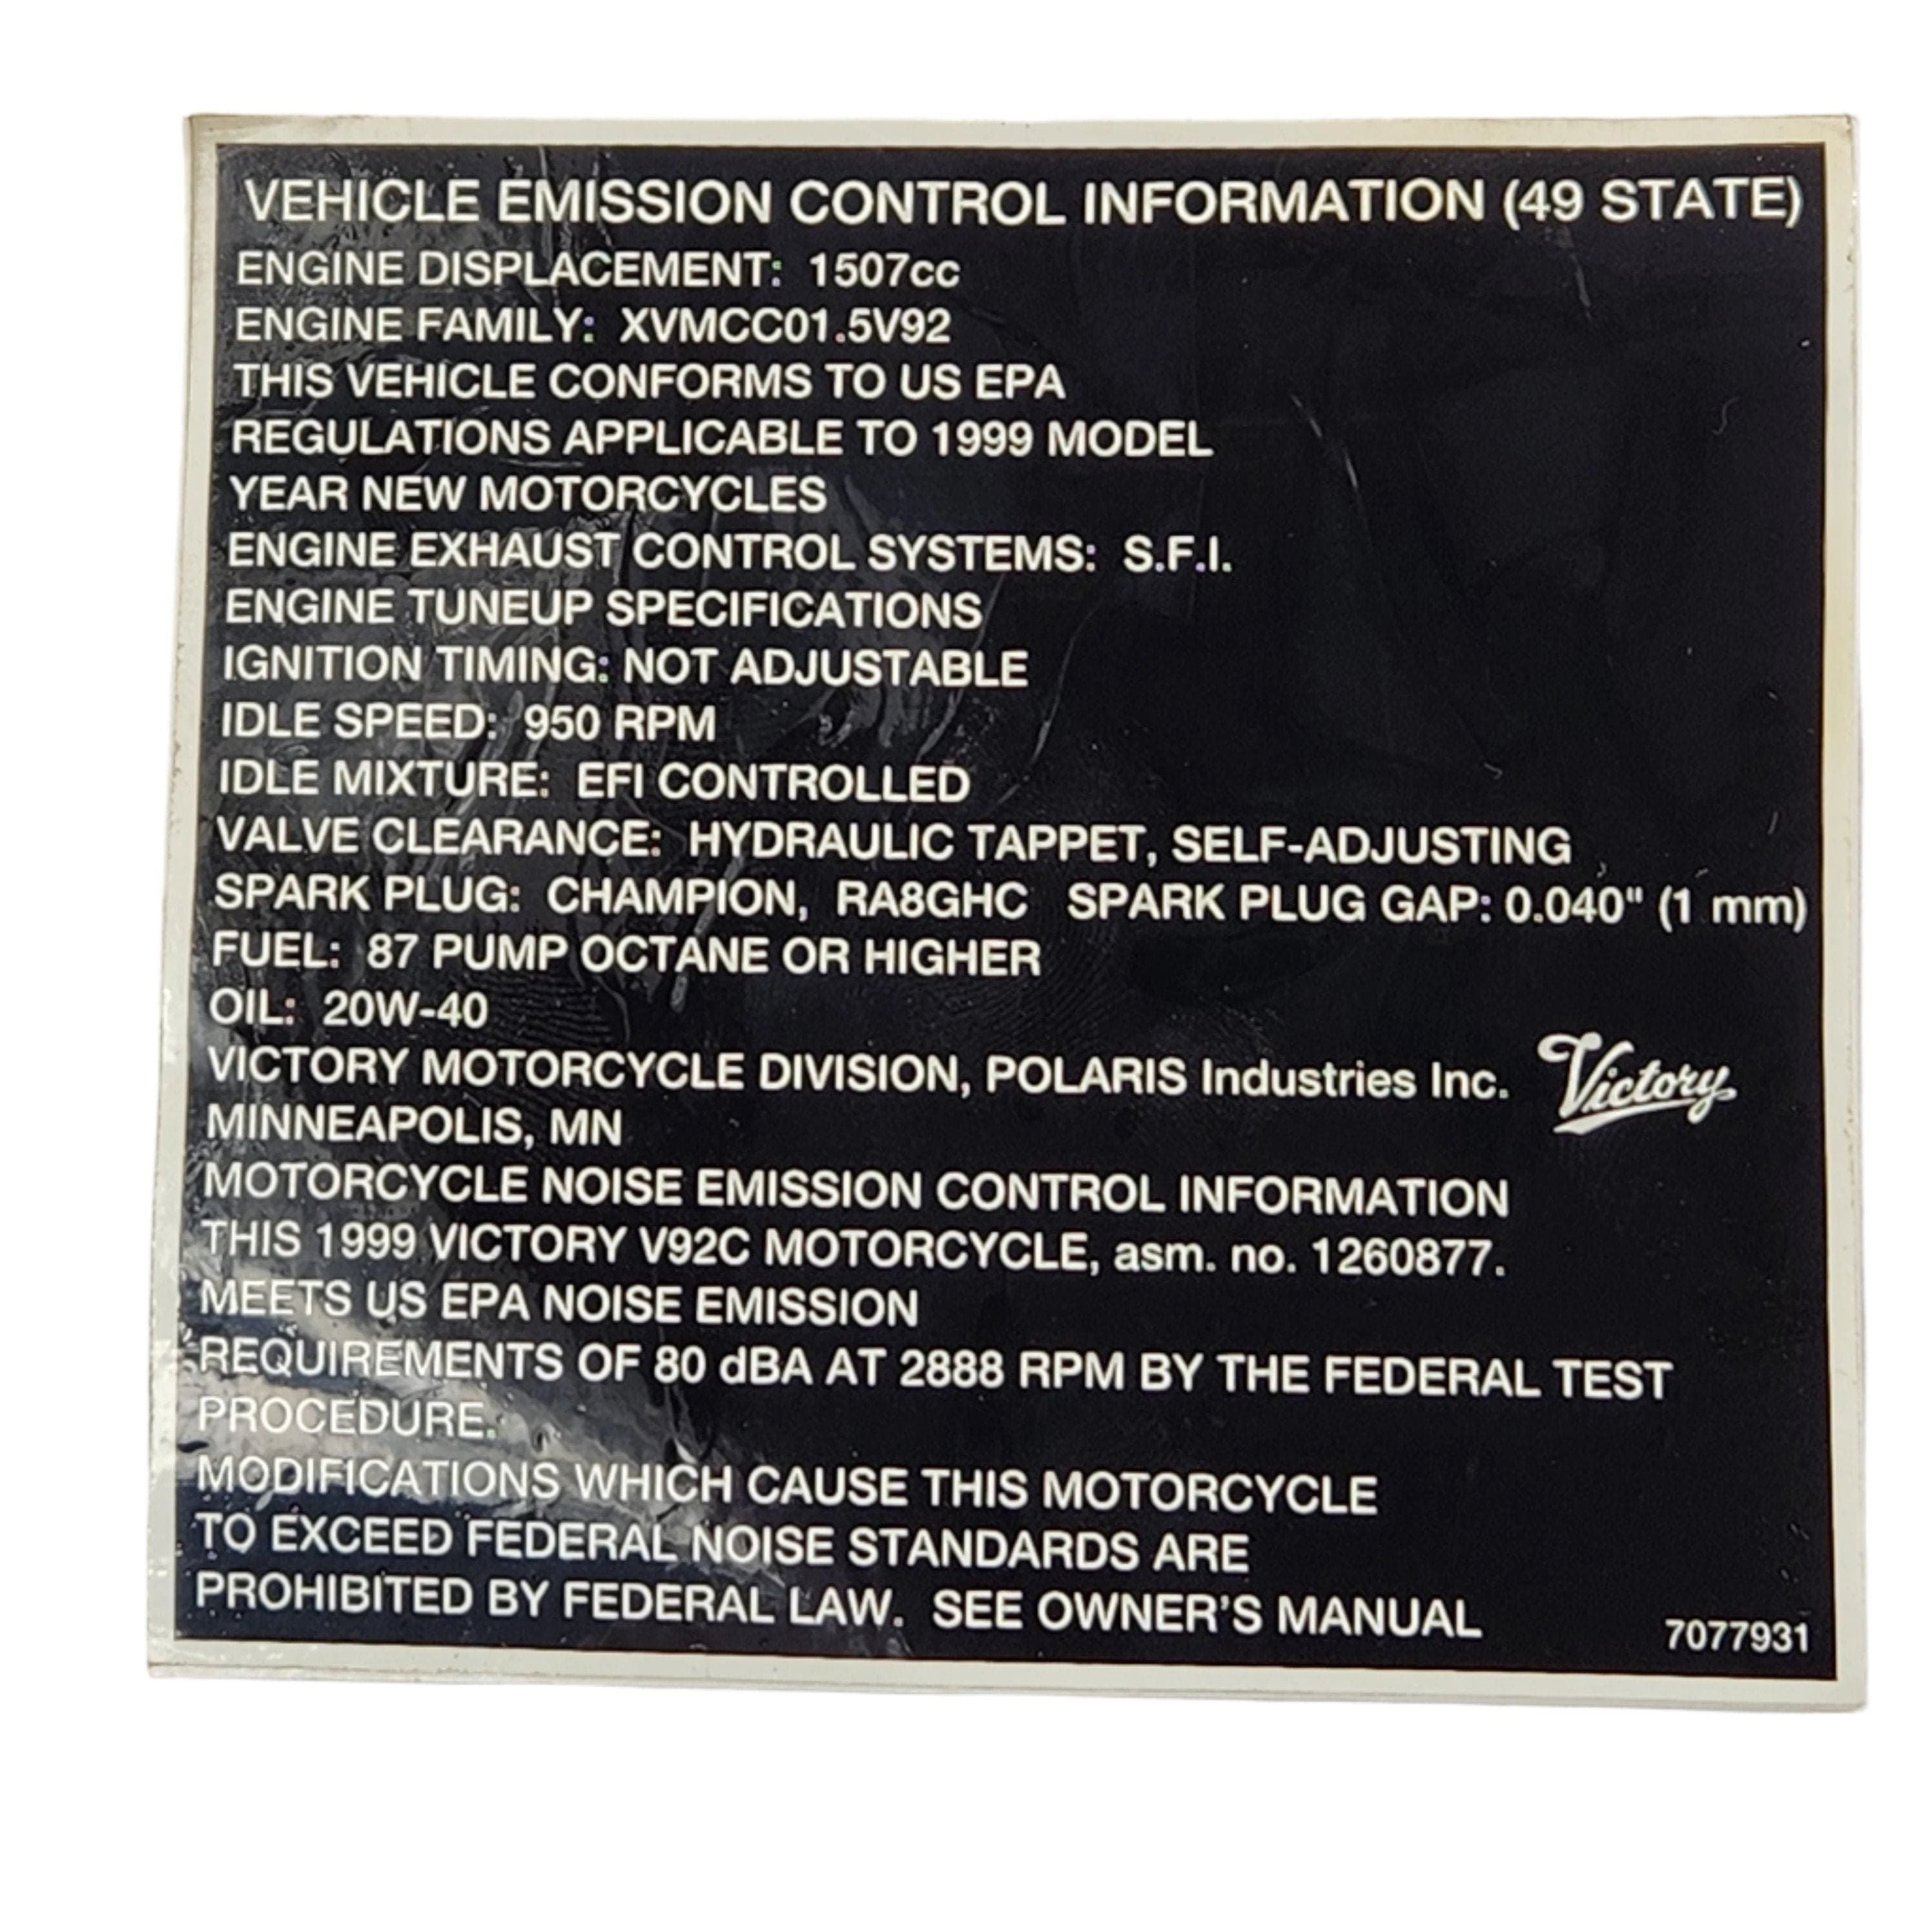 VEHICLE EMISSION CONTROL INFORMATION (49 STATE)
ENGINE DISPLACEMENT: 1507cc
ENGINE FAMILY: XVMCC01.5V92
THIS VEHICLE CONFORMS TO US EPA
REGULATIONS APPLICABLE TO 1999 MODEL
YEAR NEW MOTORCYCLES
ENGINE EXHAUST CONTROL SYSTEMS: S.F.I.
ENGINE TUNEUP SPECIFICATIONS
IGNITION TIMING: NOT ADJUSTABLE
IDLE SPEED: 950 RPM
IDLE MIXTURE: EFI CONTROLLED
VALVE CLEARANCE: HYDRAULIC TAPPET, SELF-ADJUSTING
SPARK PLUG: CHAMPION, RA8GHC SPARK PLUG GAP: 0.040" (1 mm)
FUEL: 87 PUMP OCTANE OR HIGHER
OIL: 20W-40
VICTORY MOTORCYCLE DIVISION, POLARIS Industries Inc. Victory
MINNEAPOLIS, MN
MOTORCYCLE NOISE EMISSION CONTROL INFORMATION
THIS 1999 VICTORY V92C MOTORCYCLE, asm. no. 1260877.
MEETS US EPA NOISE EMISSION
REQUIREMENTS OF 80 dBA AT 2888 RPM BY THE FEDERAL TEST
PROCEDURE.
MODIFICATIONS WHICH CAUSE THIS MOTORCYCLE
TO EXCEED FEDERAL NOISE STANDARDS ARE
PROHIBITED BY FEDERAL LAW. SEE OWNER'S MANUAL
7077931